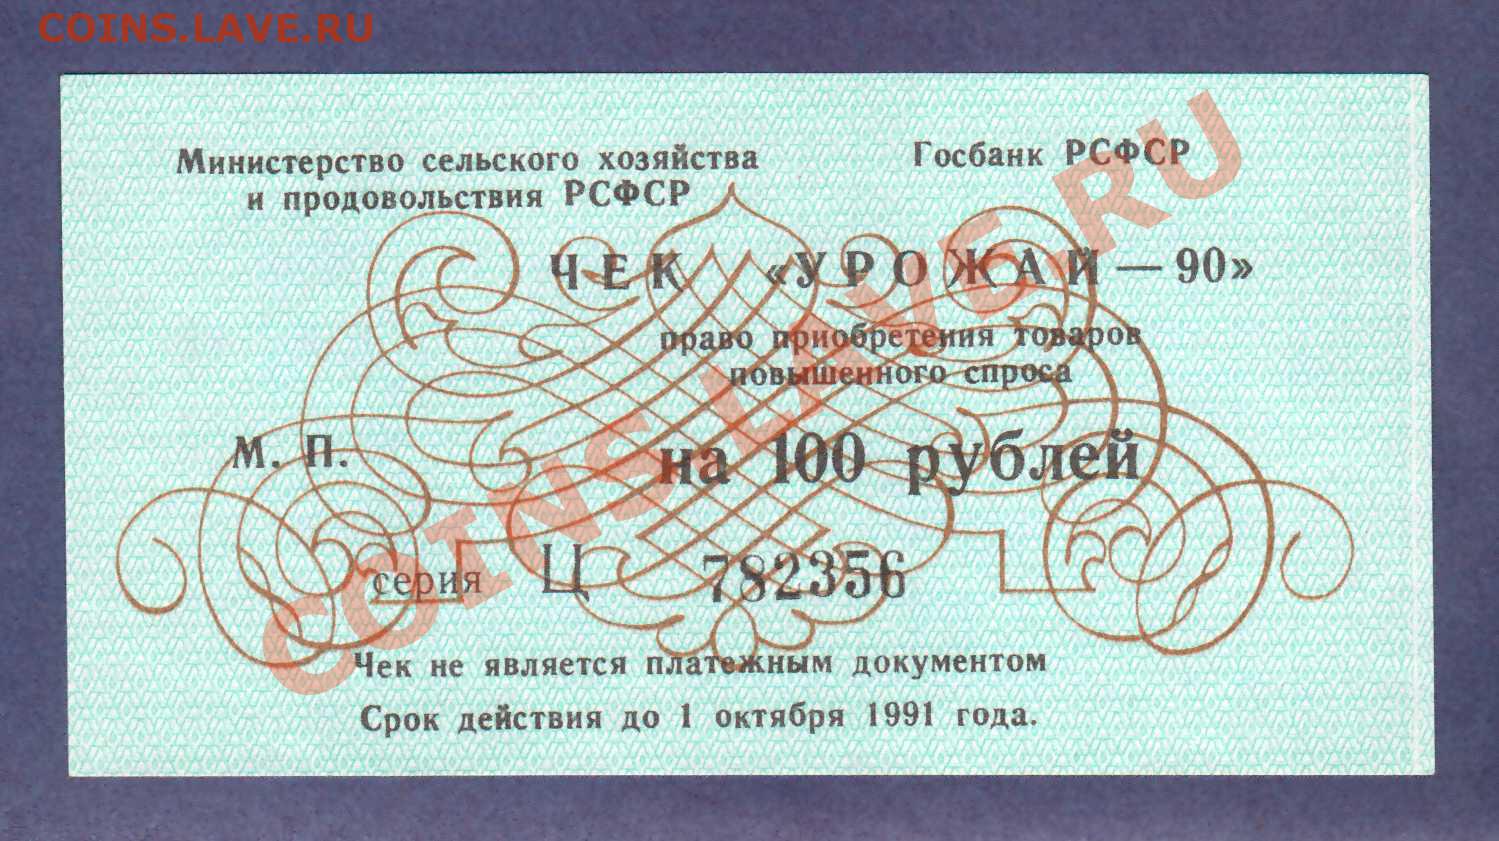 COINS.LAVE.RU
Министерство сельского хозяйства
и продовольствия РСФСР
Госбанк РСФСР
ЧЕК «УРОЖАЙ — 90»
право приобретения товаров
повышенного спроса
на 100 рублей
М. П.
серия Ц 782356
Чек не является платежным документом
Срок действия до 1 октября 1991 года.
COINS.LAVE.RU